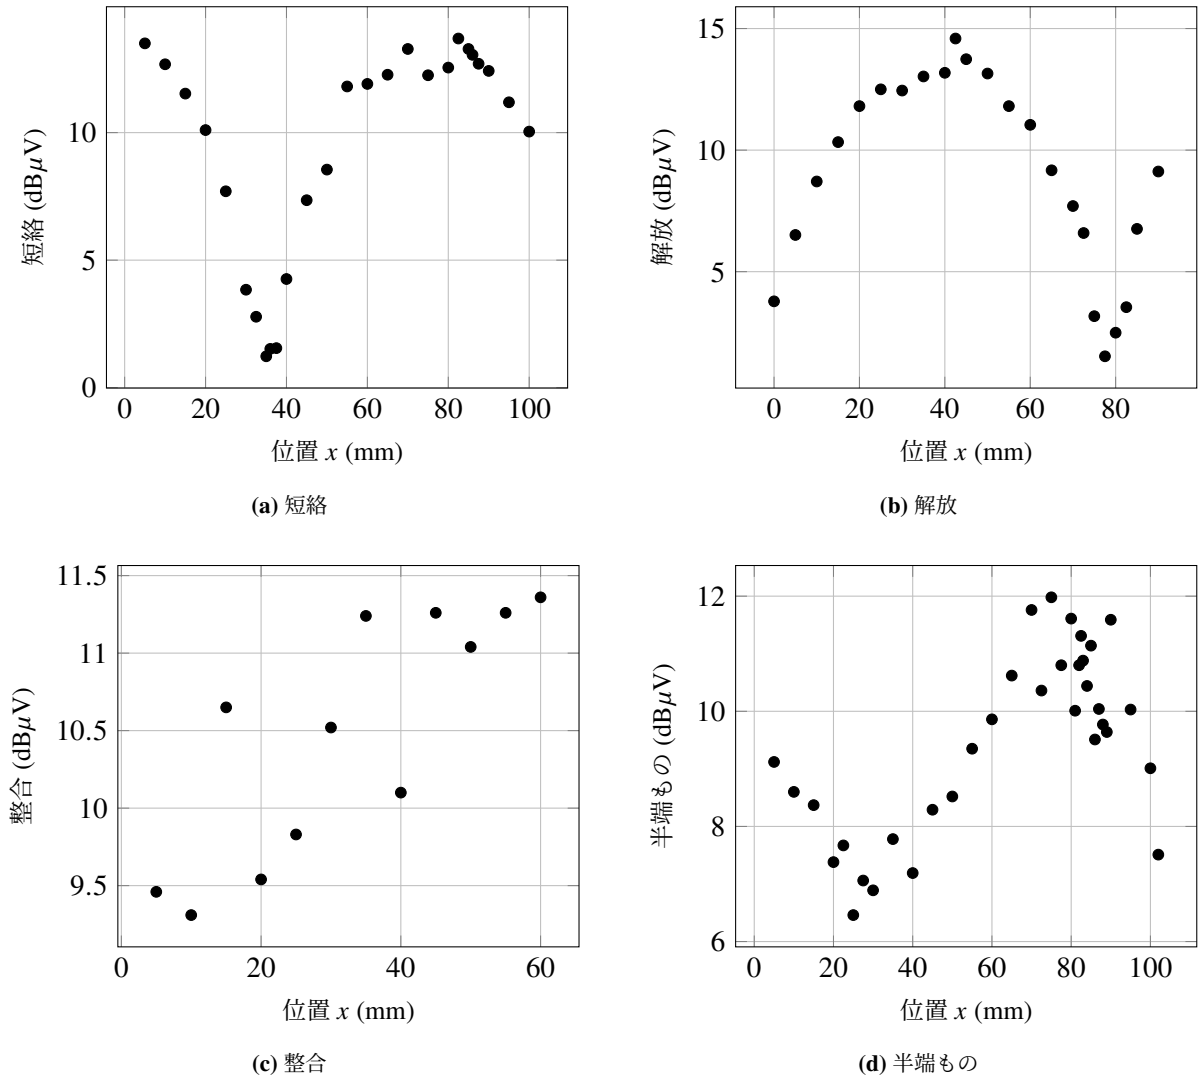 短絡 (dBμV)
10
5
0
0 20 40 60 80 100
位置 x (mm)
(a) 短絡
解放 (dBμV)
15
10
5
0 20 40 60 80
位置 x (mm)
(b) 解放
整合 (dBμV)
11.5
11
10.5
10
9.5
0 20 40 60
位置 x (mm)
(c) 整合
半端もの (dBμV)
12
10
8
6
0 20 40 60 80 100
位置 x (mm)
(d) 半端もの